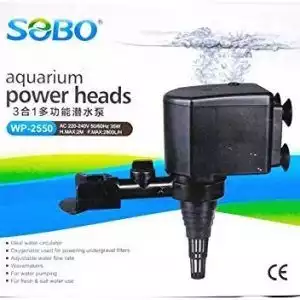 SOBO®
aquarium
power heads
3合1多功能潜水泵
WP-2550
AC 220-240V 50/60Hz 35W
H.MAX:2M F.MAX:2800L/H
Ideal water circulator
Oxygenator used for powering undergravel filters
Adjustable water flow rate
Wavemakers
For water pumping
For fresh & salt water use
CE